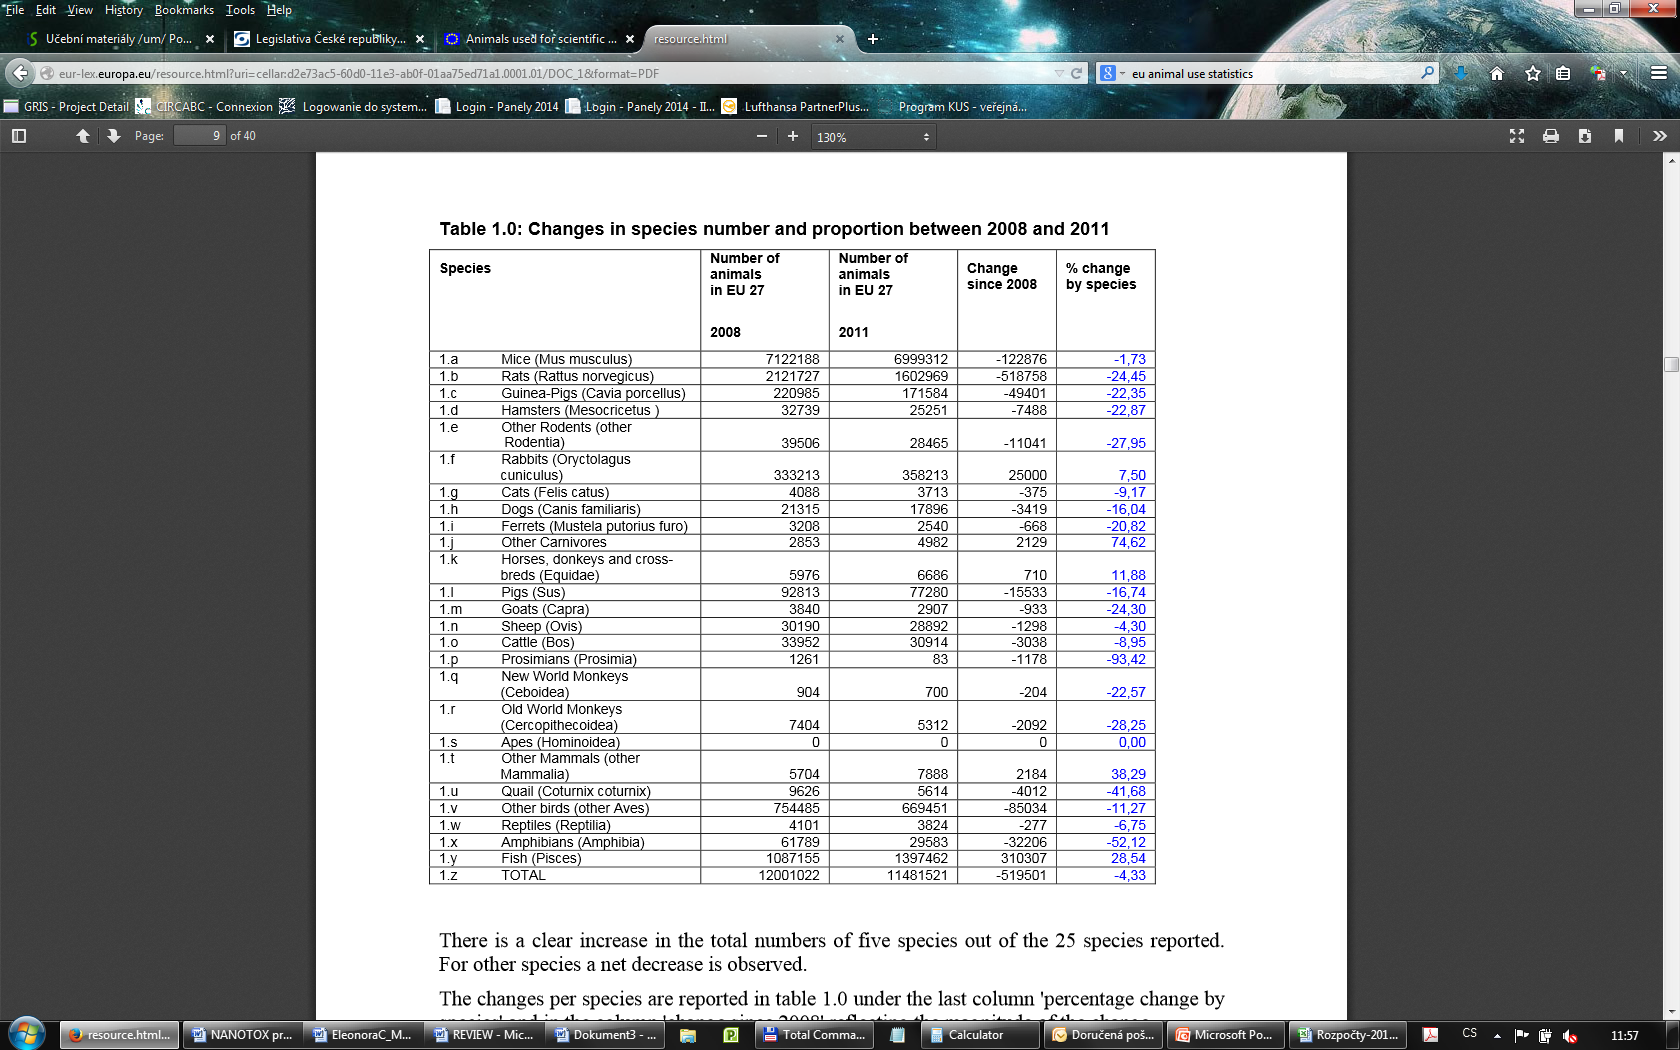 File Edit View History Bookmarks Tools Help
Učební materiály /um/ Po... × Legislativa České republiky,... × Animals used for scientific ... × resource.html × +
eur-lex.europa.eu/resource.html?uri=cellar:d2e73ac5-60d0-11e3-ab0f-01aa75ed71a1.0001.01/DOC_1&format=PDF eu animal use statistics
GRIS - Project Detail CIRCABC - Connexion Logowanie do system... Login - Panely 2014 Login - Panely 2014 - II... Lufthansa PartnerPlus... Program KUS - veřejná...
Page: 9 of 40 130%
Table 1.0: Changes in species number and proportion between 2008 and 2011
Species Number of animals in EU 27 2008 Number of animals in EU 27 2011 Change since 2008 % change by species
1.a Mice (Mus musculus) 7122188 6999312 -122876 -1,73
1.b Rats (Rattus norvegicus) 2121727 1602969 -518758 -24,45
1.c Guinea-Pigs (Cavia porcellus) 220985 171584 -49401 -22,35
1.d Hamsters (Mesocricetus ) 32739 25251 -7488 -22,87
1.e Other Rodents (other
Rodentia) 39506 28465 -11041 -27,95
1.f Rabbits (Oryctolagus
cuniculus) 333213 358213 25000 7,50
1.g Cats (Felis catus) 4088 3713 -375 -9,17
1.h Dogs (Canis familiaris) 21315 17896 -3419 -16,04
1.i Ferrets (Mustela putorius furo) 3208 2540 -668 -20,82
1.j Other Carnivores 2853 4982 2129 74,62
1.k Horses, donkeys and cross-
breds (Equidae) 5976 6686 710 11,88
1.l Pigs (Sus) 92813 77280 -15533 -16,74
1.m Goats (Capra) 3840 2907 -933 -24,30
1.n Sheep (Ovis) 30190 28892 -1298 -4,30
1.o Cattle (Bos) 33952 30914 -3038 -8,95
1.p Prosimians (Prosimia) 1261 83 -1178 -93,42
1.q New World Monkeys
(Ceboidea) 904 700 -204 -22,57
1.r Old World Monkeys
(Cercopithecoidea) 7404 5312 -2092 -28,25
1.s Apes (Hominoidea) 0 0 0 0,00
1.t Other Mammals (other
Mammalia) 5704 7888 2184 38,29
1.u Quail (Coturnix coturnix) 9626 5614 -4012 -41,68
1.v Other birds (other Aves) 754485 669451 -85034 -11,27
1.w Reptiles (Reptilia) 4101 3824 -277 -6,75
1.x Amphibians (Amphibia) 61789 29583 -32206 -52,12
1.y Fish (Pisces) 1087155 1397462 310307 28,54
1.z TOTAL 12001022 11481521 -519501 -4,33
There is a clear increase in the total numbers of five species out of the 25 species reported.
For other species a net decrease is observed.
The changes per species are reported in table 1.0 under the last column 'percentage change by
species' and in the column 'change since 2008' reflecting the magnitude of the change.
resource.html... NANOTOX pr... EleonoraC_M... REVIEW - Mic... Dokument3 - ... Total Comma... Calculator Doručená poš... Microsoft Po... Rozpočty-201... CS 11:57